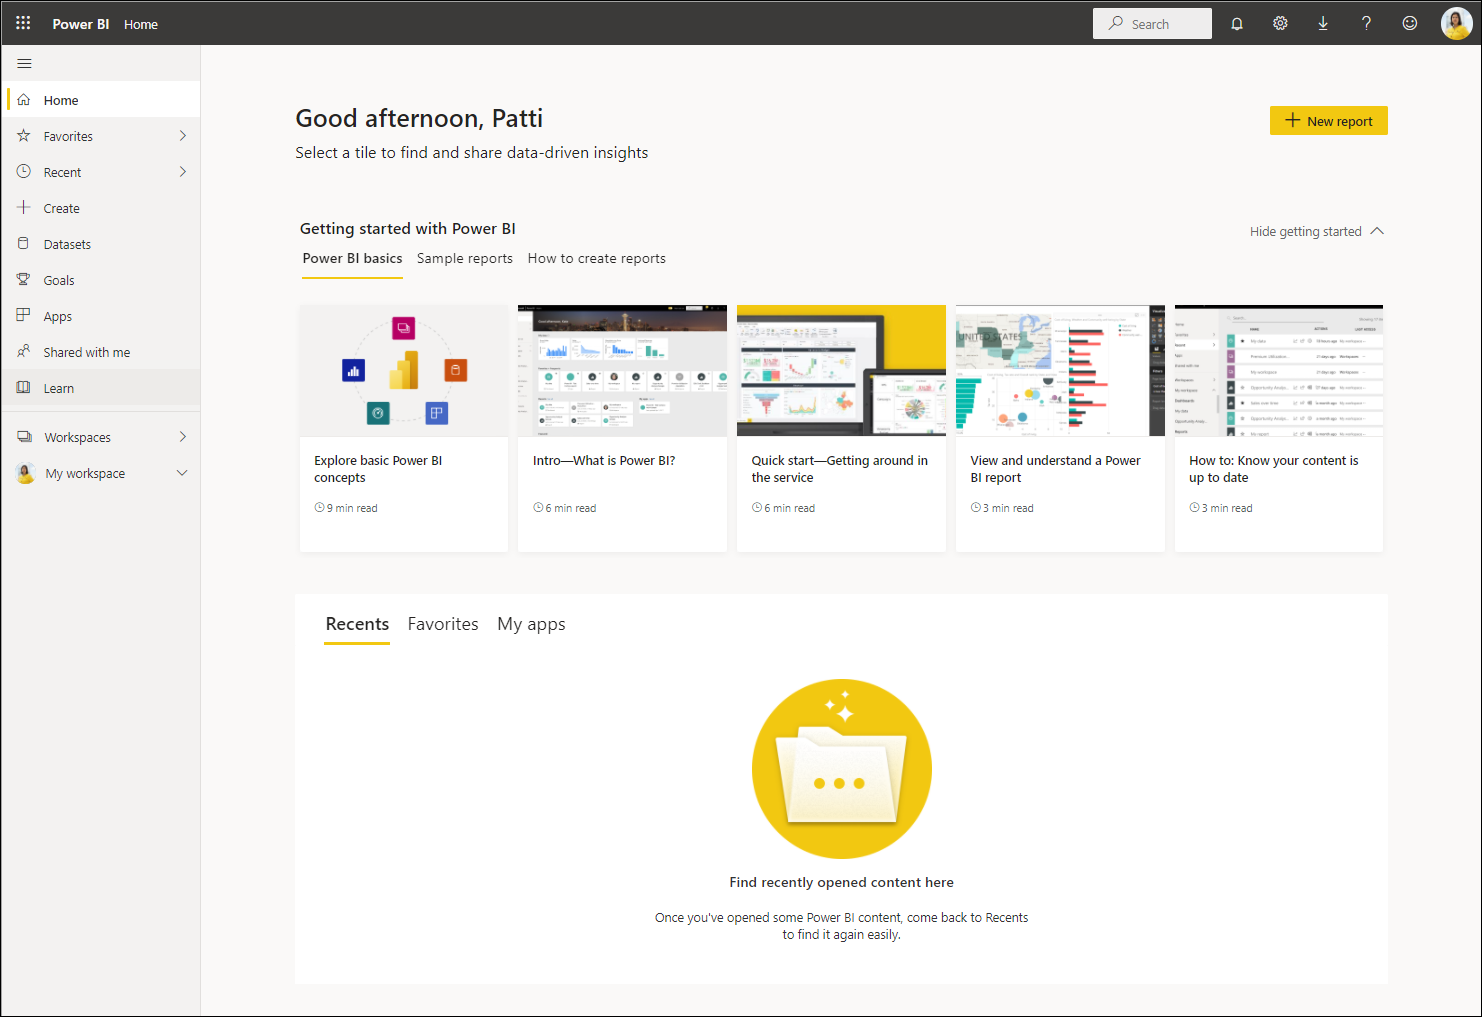 Power BI Home
Search
Home
Favorites
Recent
Create
Datasets
Goals
Apps
Shared with me
Learn
Workspaces
My workspace
Good afternoon, Patti
Select a tile to find and share data-driven insights
New report
Getting started with Power BI
Hide getting started
Power BI basics Sample reports How to create reports
UNITED STATES
Explore basic Power BI
concepts
9 min read
Intro—What is Power BI?
6 min read
Quick start—Getting around in
the service
6 min read
View and understand a Power
BI report
3 min read
How to: Know your content is
up to date
3 min read
Recents Favorites My apps
Find recently opened content here
Once you've opened some Power BI content, come back to Recents
to find it again easily.